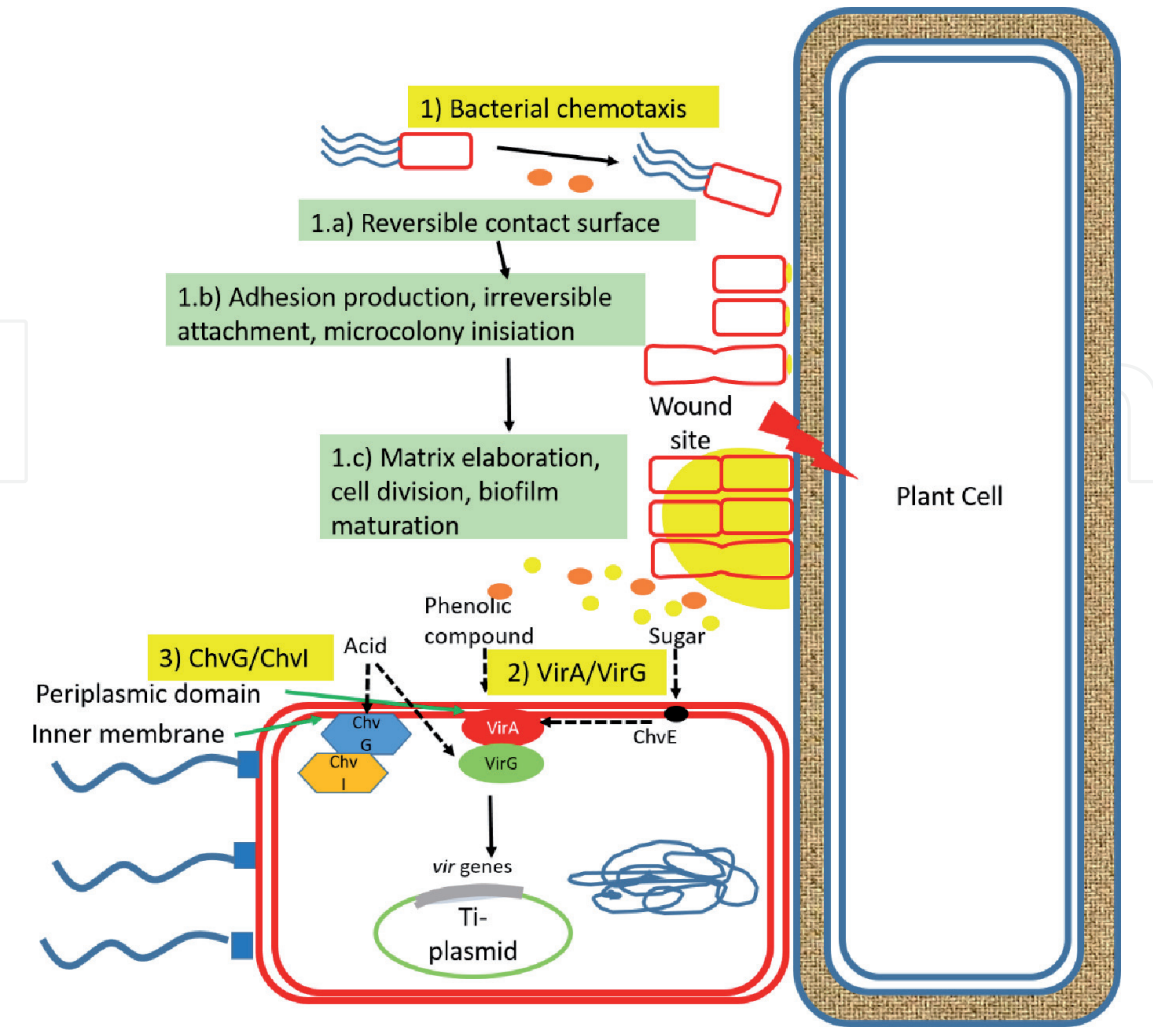 1) Bacterial chemotaxis
1.a) Reversible contact surface
1.b) Adhesion production, irreversible
attachment, microcolony inisiation
Wound
site
1.c) Matrix elaboration,
cell division, biofilm
maturation
Plant Cell
Phenolic
compound
Sugar
Acid
3) ChvG/ChvI
2) VirA/VirG
Periplasmic domain
Inner membrane
Chv
G
Chv
I
VirA
VirG
ChvE
vir genes
Ti-
plasmid